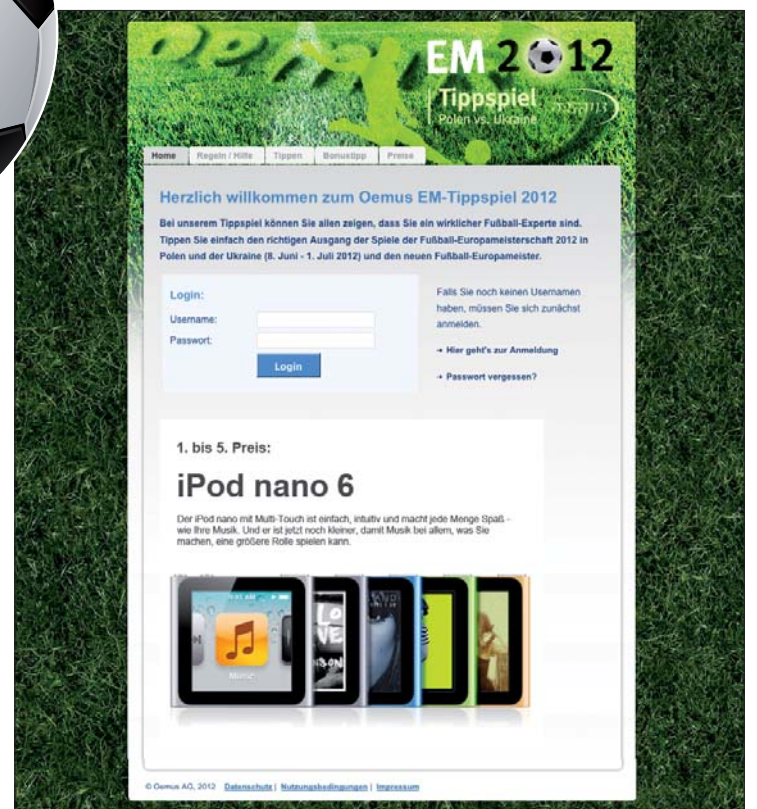 EM 2012
Tippspiel
Polen vs. Ukraine
Home Regeln / Hilfe Tippen Bonustipp Preise
Herzlich willkommen zum Oemus EM-Tippspiel 2012
Bei unserem Tippspiel können Sie allen zeigen, dass Sie ein wirklicher Fußball-Experte sind.
Tippen Sie einfach den richtigen Ausgang der Spiele der Fußball-Europameisterschaft 2012 in
Polen und der Ukraine (8. Juni - 1. Juli 2012) und den neuen Fußball-Europameister.
Login:
Username:
Passwort:
Login
Falls Sie noch keinen Usernamen
haben, müssen Sie sich zunächst
anmelden.
→ Hier geht's zur Anmeldung
→ Passwort vergessen?
1. bis 5. Preis:
iPod nano 6
Der iPod nano mit Multi-Touch ist einfach, intuitiv und macht jede Menge Spaß -
wie Ihre Musik. Und er ist jetzt noch kleiner, damit Musik bei allem, was Sie
machen, eine größere Rolle spielen kann.
9:41 AM
Music
LO
VE
© Oemus AG, 2012 Datenschutz | Nutzungsbedingungen | Impressum